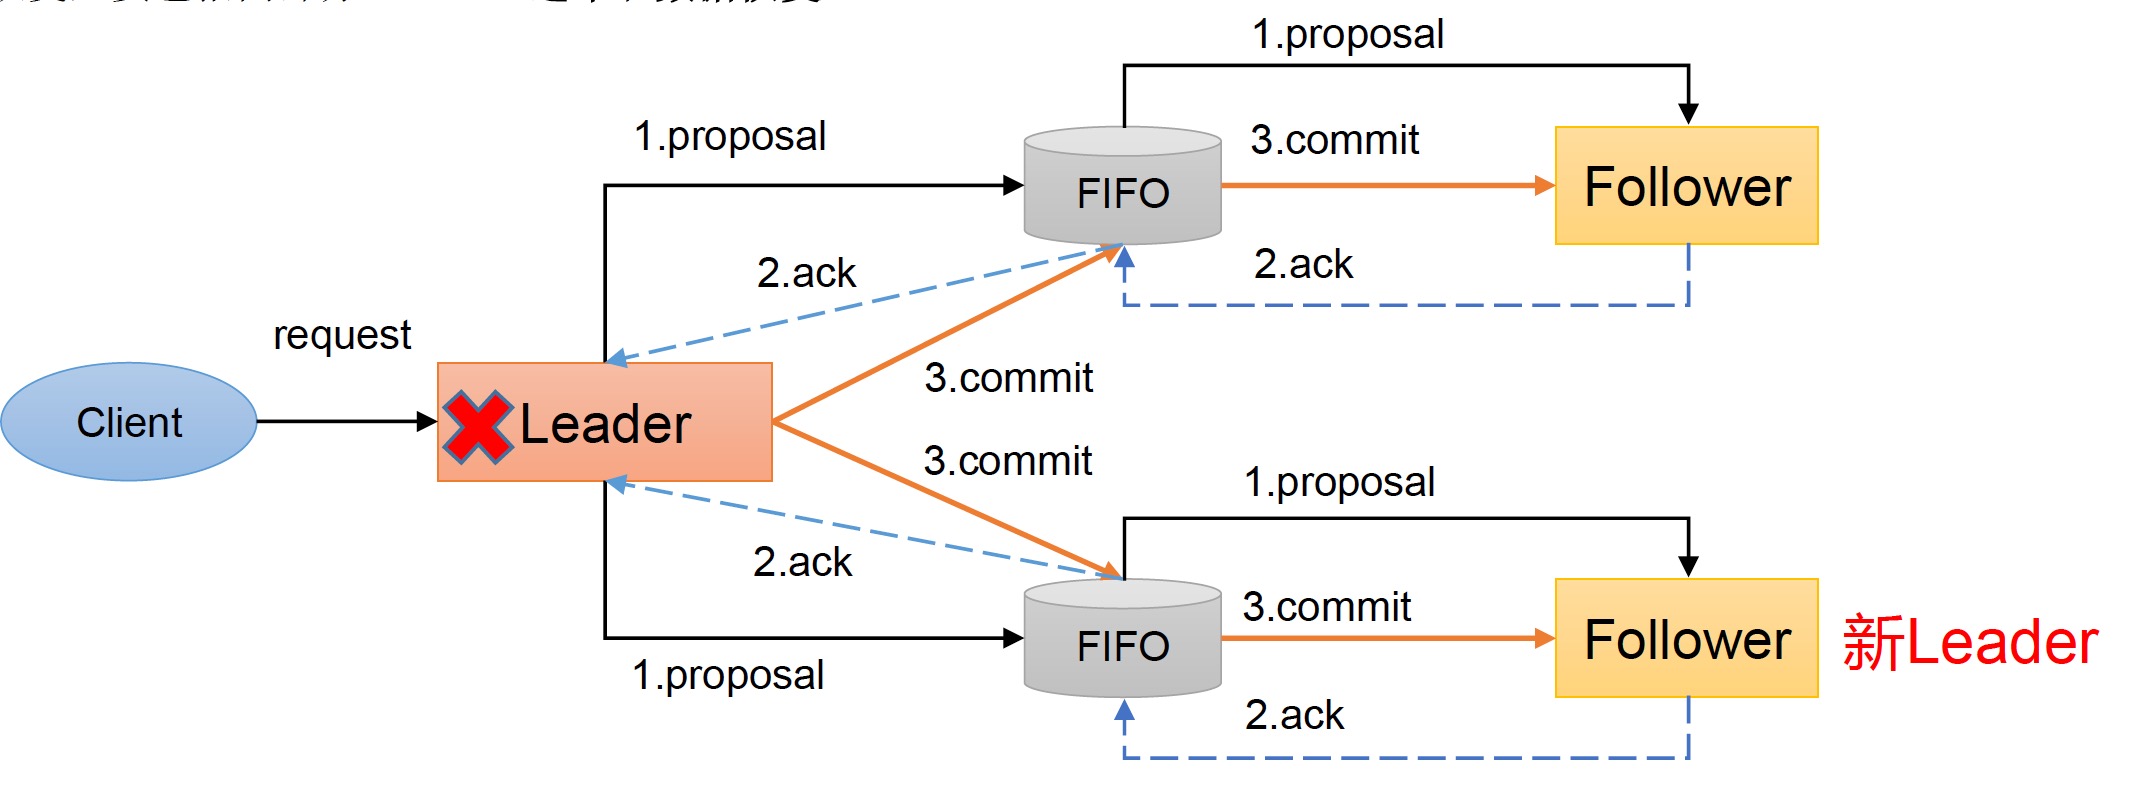 1.proposal
1.proposal
3.commit
FIFO
Follower
2.ack
2.ack
request
3.commit
Client
Leader
3.commit
1.proposal
2.ack
3.commit
FIFO
Follower
新Leader
1.proposal
2.ack